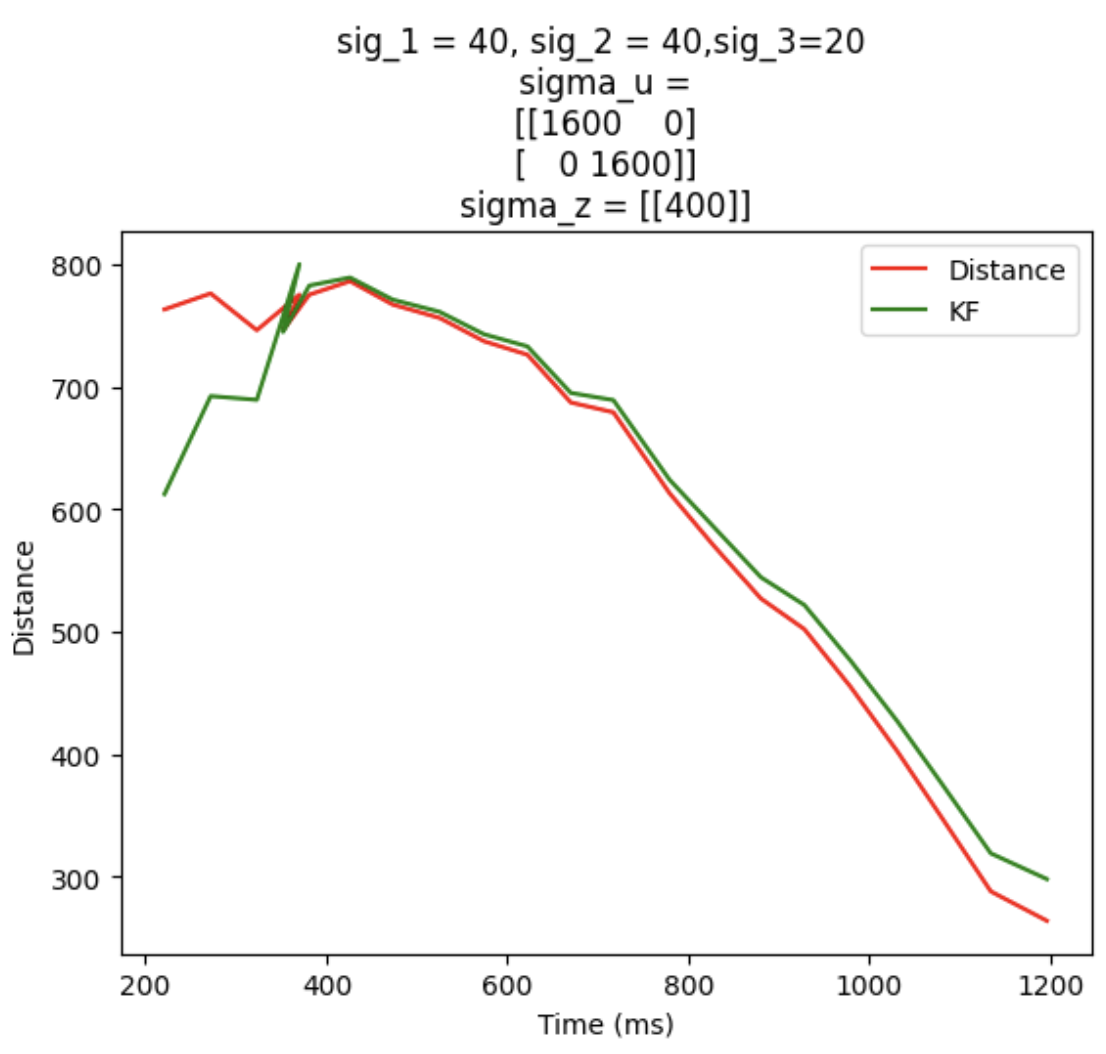 sig_1 = 40, sig_2 = 40,sig_3=20
sigma_u =
[[1600    0]
[   0 1600]]
sigma_z = [[400]]
Distance
KF
800
700
600
500
400
300
Distance
200
400
600
800
1000
1200
Time (ms)